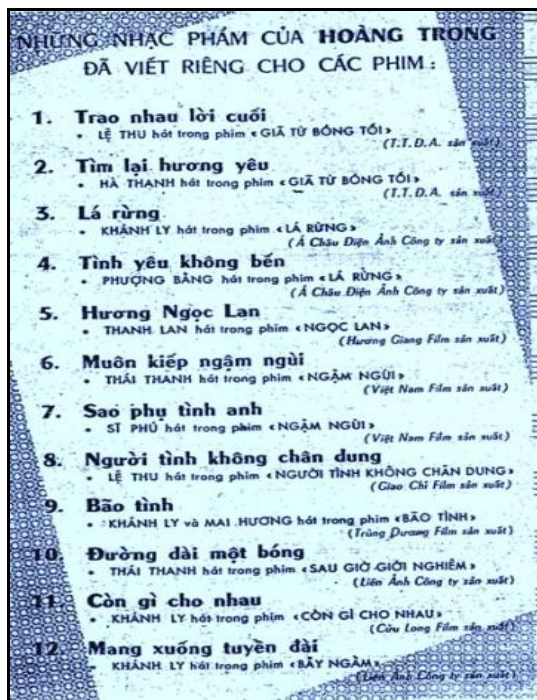 NHỮNG NHẠC PHẨM CỦA HOÀNG TRỌNG
ĐÃ VIẾT RIÊNG CHO CÁC PHIM :
1. Trao nhau lời cuối
• LỆ THU hát trong phim «GIÃ TỪ BÓNG TỐI»
(T.T.Đ.A. sản xuất)
2. Tìm lại hương yêu
• HÀ THANH hát trong phim «GIÃ TỪ BÓNG TỐI»
(T.T.Đ.A. sản xuất)
3. Lá rừng
• KHÁNH LY hát trong phim «LÁ RỪNG»
(Á Châu Điện Ảnh Công ty sản xuất)
4. Tình yêu không bến
• PHƯỢNG BẰNG hát trong phim «LÁ RỪNG»
(Á Châu Điện Ảnh Công ty sản xuất)
5. Hương Ngọc Lan
• THANH LAN hát trong phim «NGỌC LAN»
(Hương Giang Film sản xuất)
6. Muôn kiếp ngậm ngùi
• THÁI THANH hát trong phim «NGẬM NGÙI»
(Việt Nam Film sản xuất)
7. Sao phụ tình anh
• SĨ PHÚ hát trong phim «NGẬM NGÙI»
(Việt Nam Film sản xuất)
8. Người tình không chân dung
• LỆ THU hát trong phim «NGƯỜI TÌNH KHÔNG CHÂN DUNG»
(Giao Chỉ Film sản xuất)
9. Bão tình
• KHÁNH LY và MAI HƯƠNG hát trong phim «BÃO TÌNH»
(Trùng Dương Film sản xuất)
10. Đường dài một bóng
• THÁI THANH hát trong phim «SAU GIỜ GIỚI NGHIÊM»
(Liên Ảnh Công ty sản xuất)
11. Còn gì cho nhau
• KHÁNH LY hát trong phim «CÒN GÌ CHO NHAU»
(Cửu Long Film sản xuất)
12. Mang xuống tuyền đài
• KHÁNH LY hát trong phim «BẪY NGẦM»
(Liên Ảnh Công ty sản xuất)